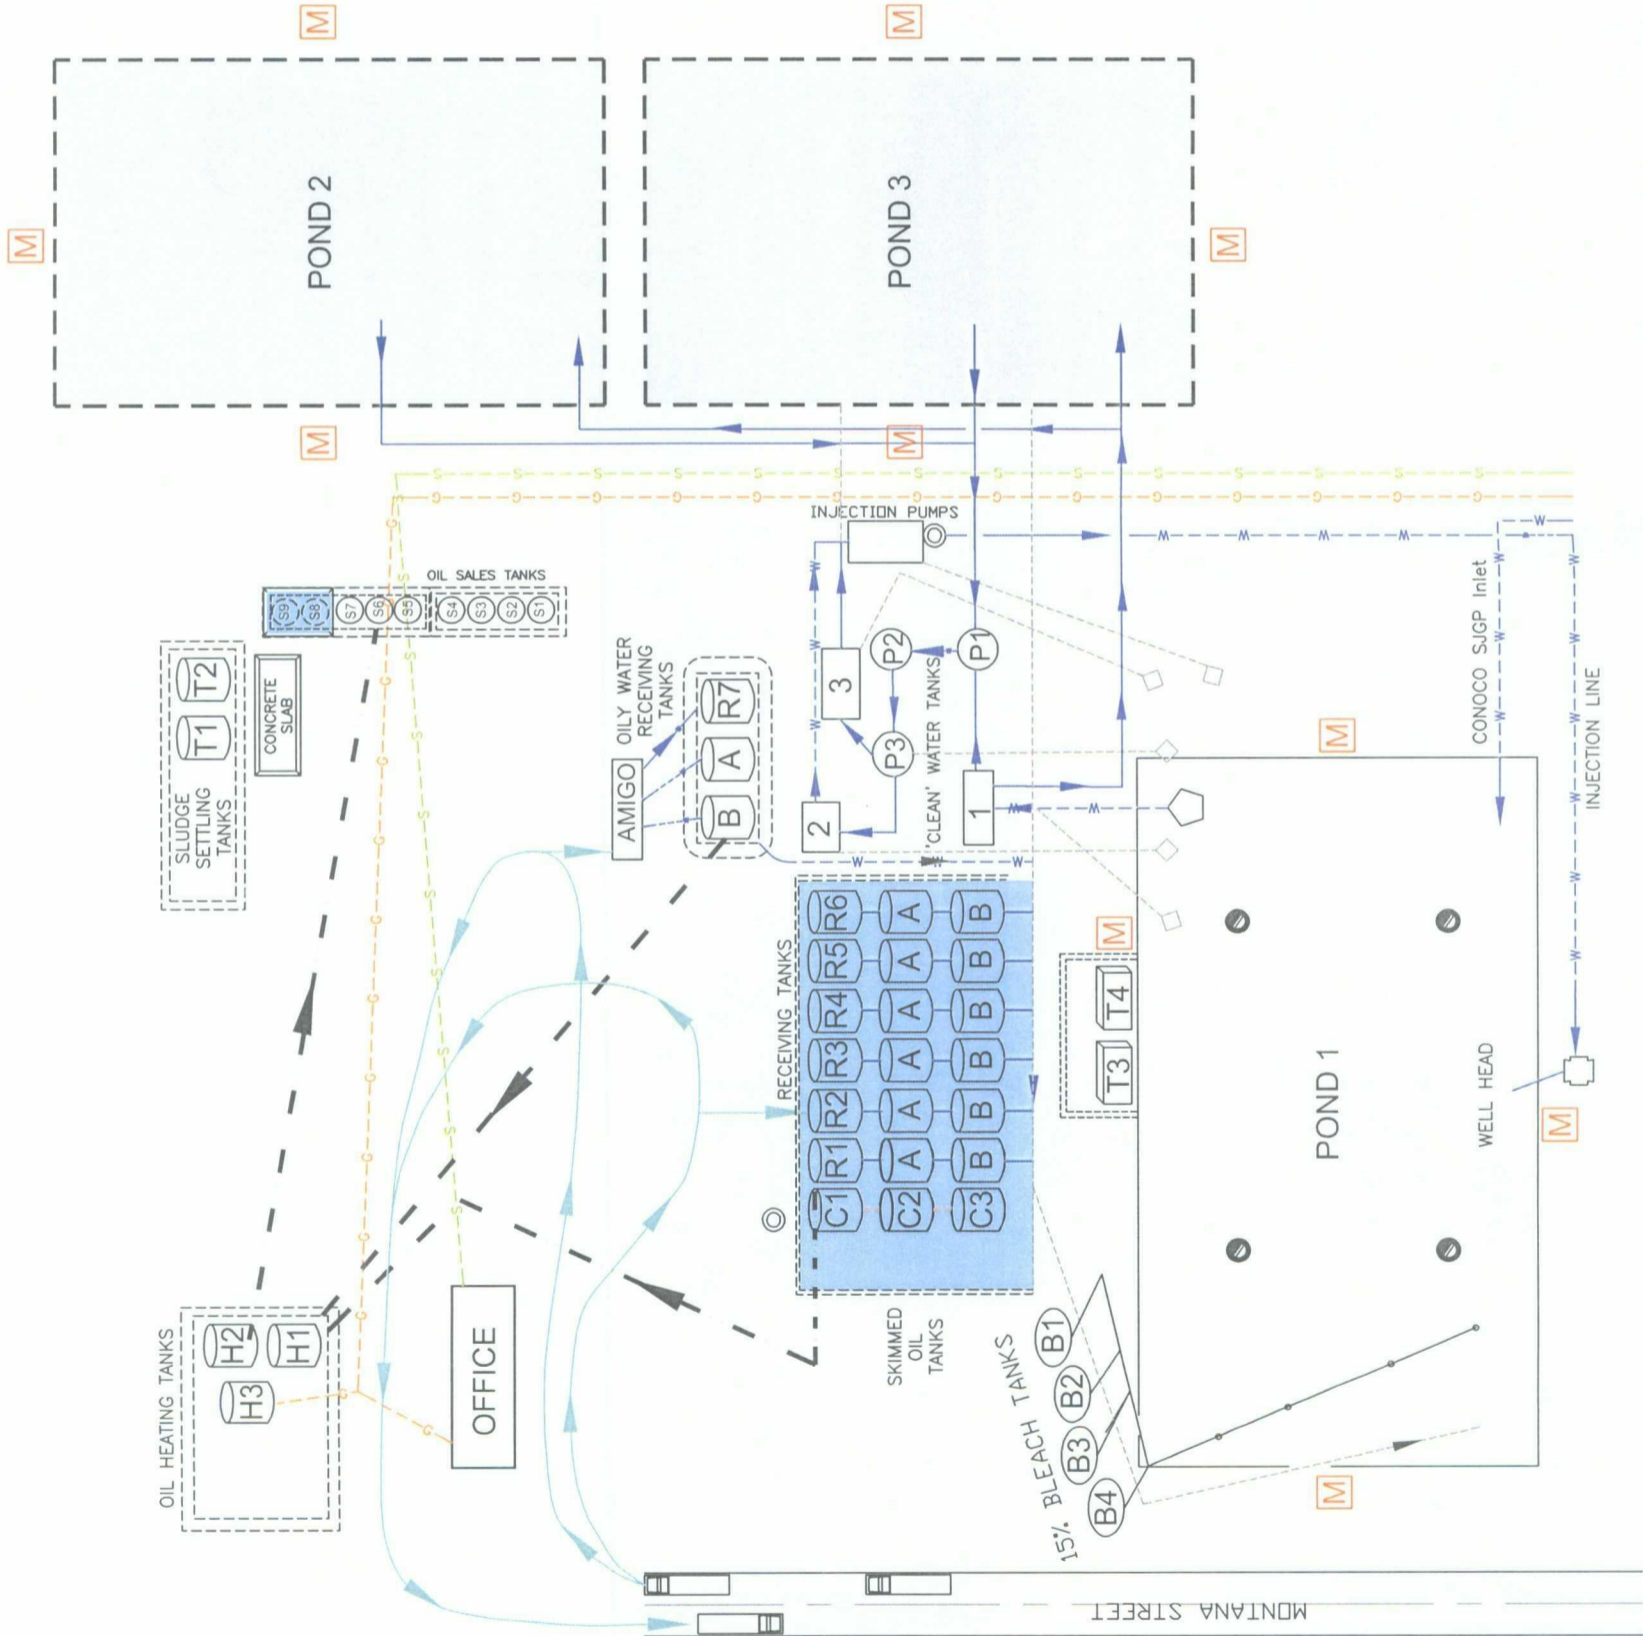 M
M
M
POND 2
M
M
POND 3
M
M
SLUDGE
SETTLING
TANKS
T1
T2
CONCRETE
SLAB
S9
S8
S7
S6
S5
S4
S3
S2
S1
OIL SALES TANKS
AMIGO
OILY WATER
RECEIVING
TANKS
B
A
R7
INJECTION PUMPS
3
2
P2
P3
P1
1
'CLEAN' WATER TANKS
RECEIVING TANKS
R1
R2
R3
R4
R5
R6
A
A
A
A
A
A
B
B
B
B
B
B
C1
C2
C3
SKIMMED
OIL
TANKS
OIL HEATING TANKS
H2
H1
H3
OFFICE
15% BLEACH TANKS
B1
B2
B3
B4
T3
T4
M
M
M
M
POND 1
WELL HEAD
CONOCO SJGP Inlet
INJECTION LINE
MONTANA STREET
G
G
G
G
G
G
G
G
G
S
S
S
S
S
S
S
S
W
W
W
W
W
W
W
W
W